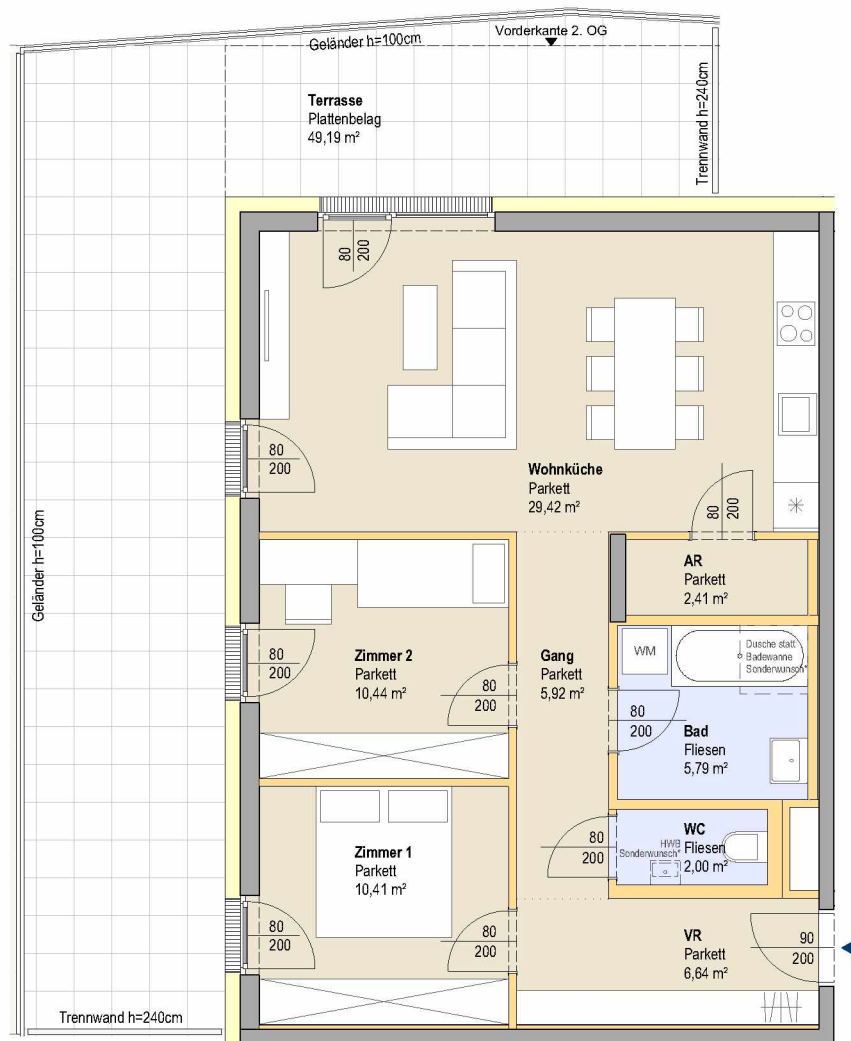 Geländer h=100cm
Vorderkante 2. OG
Terrasse
Plattenbelag
49,19 m²
Trennwand h=240cm
80
200
80
200
Wohnküche
Parkett
29,42 m²
80
200
AR
Parkett
2,41 m²
Geländer h=100cm
WM
Dusche statt
Badewanne
Sonderwunsch*
80
200
Zimmer 2
Parkett
10,44 m²
80
200
Gang
Parkett
5,92 m²
80
200
Bad
Fliesen
5,79 m²
Zimmer 1
Parkett
10,41 m²
80
200
HWB
Sonderwunsch*
WC
Fliesen
2,00 m²
80
200
80
200
VR
Parkett
6,64 m²
90
200
Trennwand h=240cm